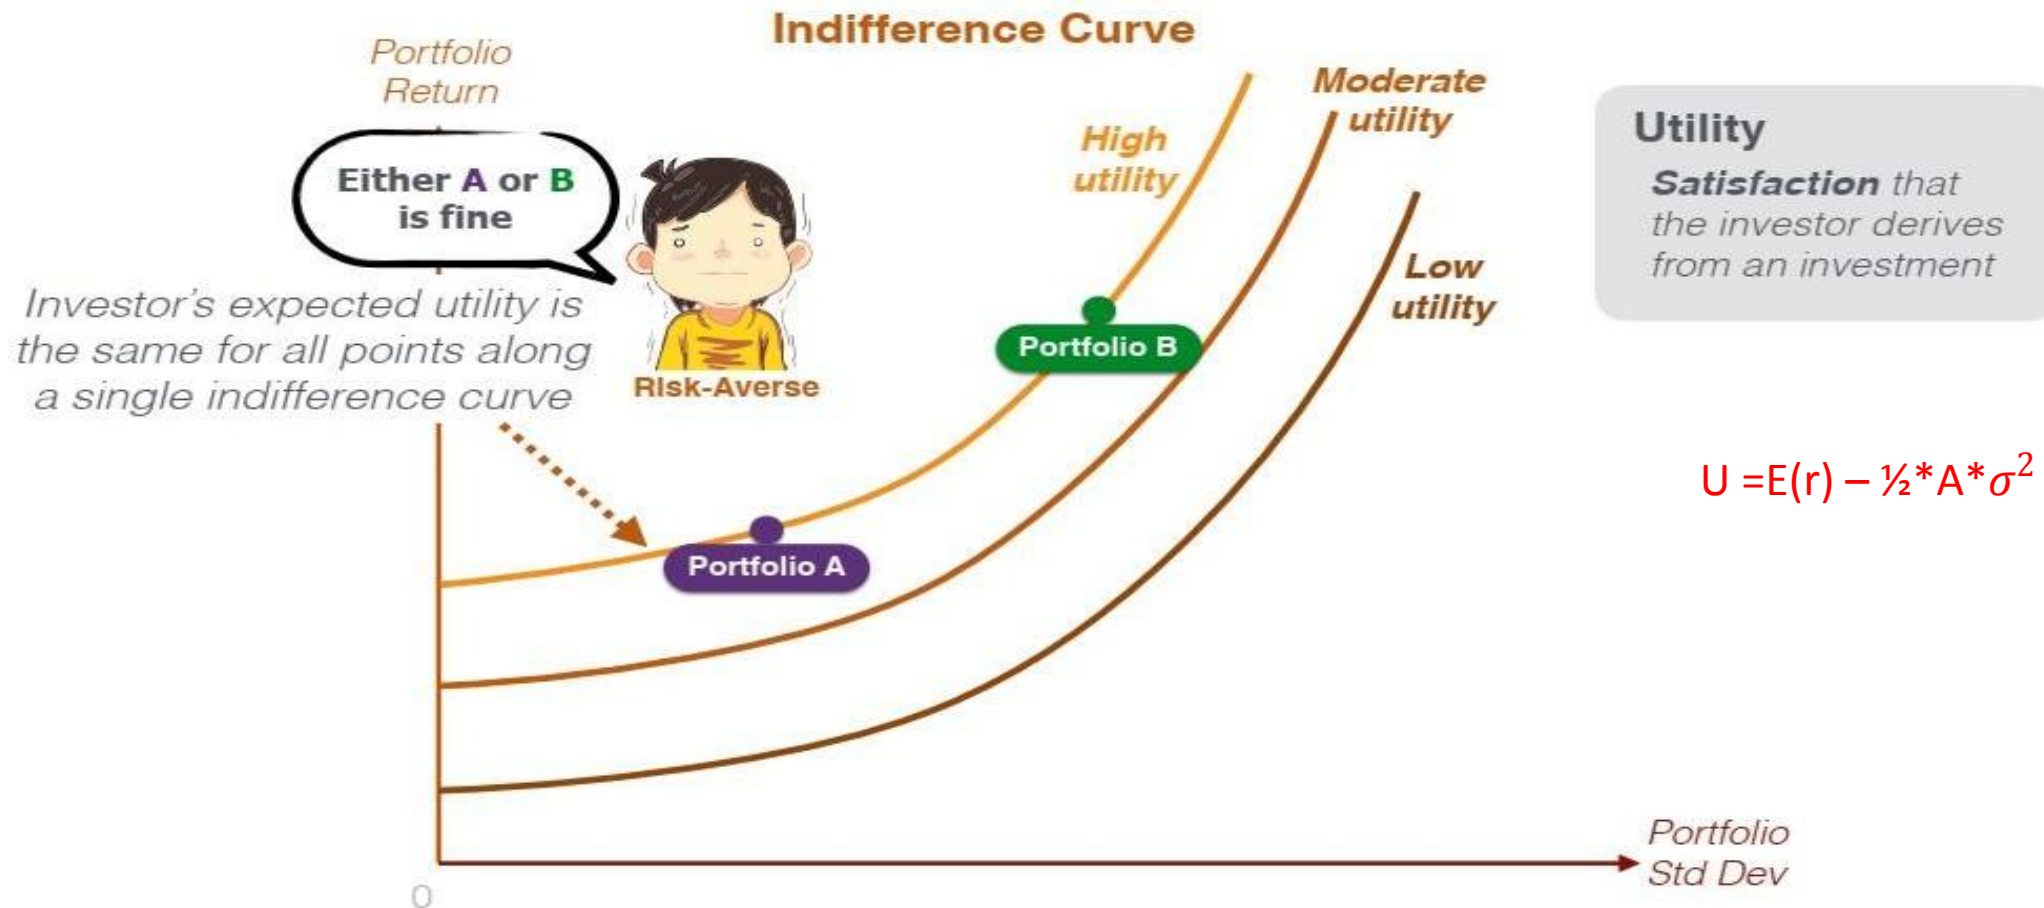 Indifference Curve
Portfolio
Return
Either A or B
is fine
Investor's expected utility is
the same for all points along
a single indifference curve
RIsk-Averse
High
utility
Moderate
utility
Low
utility
Portfolio B
Portfolio A
Utility
Satisfaction that
the investor derives
from an investment
U =E(r) – ½*A*σ²
Portfolio
Std Dev
0